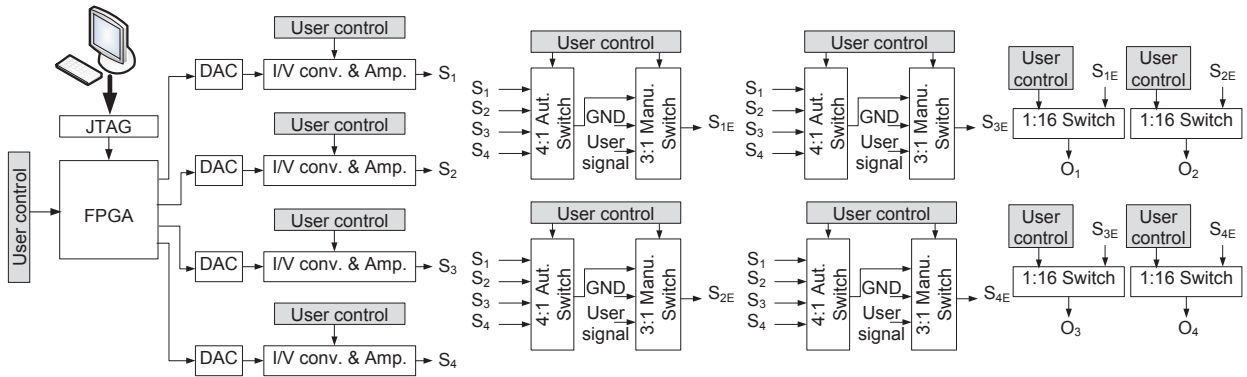 JTAG
User control
FPGA
User control
DAC
I/V conv. & Amp.
S₁
User control
DAC
I/V conv. & Amp.
S₂
User control
DAC
I/V conv. & Amp.
S₃
User control
DAC
I/V conv. & Amp.
S₄
User control
S₁
S₂
S₃
S₄
4:1 Aut.
Switch
GND
User
signal
3:1 Manu.
Switch
S₁E
User control
S₁
S₂
S₃
S₄
4:1 Aut.
Switch
GND
User
signal
3:1 Manu.
Switch
S₂E
User control
S₁
S₂
S₃
S₄
4:1 Aut.
Switch
GND
User
signal
3:1 Manu.
Switch
S₃E
User control
S₁
S₂
S₃
S₄
4:1 Aut.
Switch
GND
User
signal
3:1 Manu.
Switch
S₄E
User
control
S₁E
1:16 Switch
O₁
User
control
S₂E
1:16 Switch
O₂
User
control
S₃E
1:16 Switch
O₃
User
control
S₄E
1:16 Switch
O₄